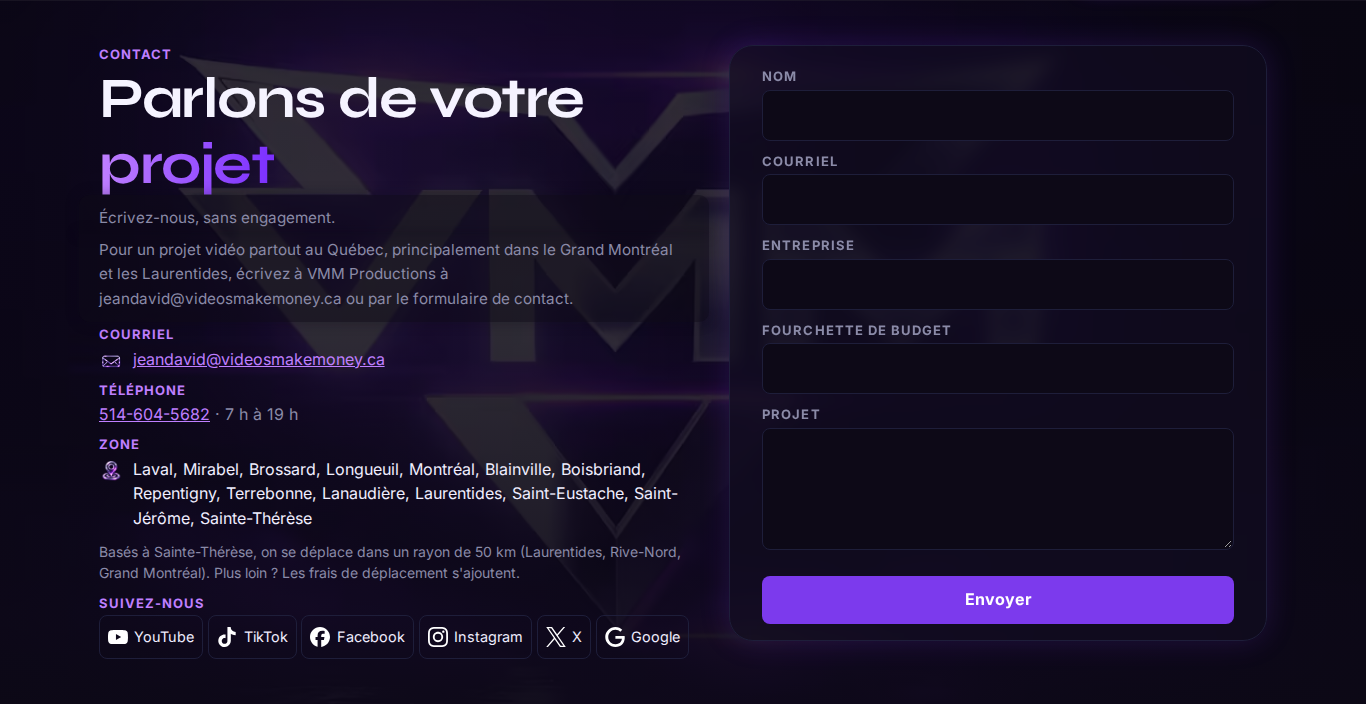 CONTACT
Parlons de votre
projet
Écrivez-nous, sans engagement.
Pour un projet vidéo partout au Québec, principalement dans le Grand Montréal
et les Laurentides, écrivez à VMM Productions à
jeandavid@videosmakemoney.ca ou par le formulaire de contact.
COURRIEL
jeandavid@videosmakemoney.ca
TÉLÉPHONE
514-604-5682 · 7 h à 19 h
ZONE
Laval, Mirabel, Brossard, Longueuil, Montréal, Blainville, Boisbriand,
Repentigny, Terrebonne, Lanaudière, Laurentides, Saint-Eustache, Saint-
Jérôme, Sainte-Thérèse
Basés à Sainte-Thérèse, on se déplace dans un rayon de 50 km (Laurentides, Rive-Nord,
Grand Montréal). Plus loin ? Les frais de déplacement s'ajoutent.
SUIVEZ-NOUS
YouTube TikTok Facebook Instagram X Google
VMM
NOM
COURRIEL
ENTREPRISE
FOURCHETTE DE BUDGET
PROJET
Envoyer